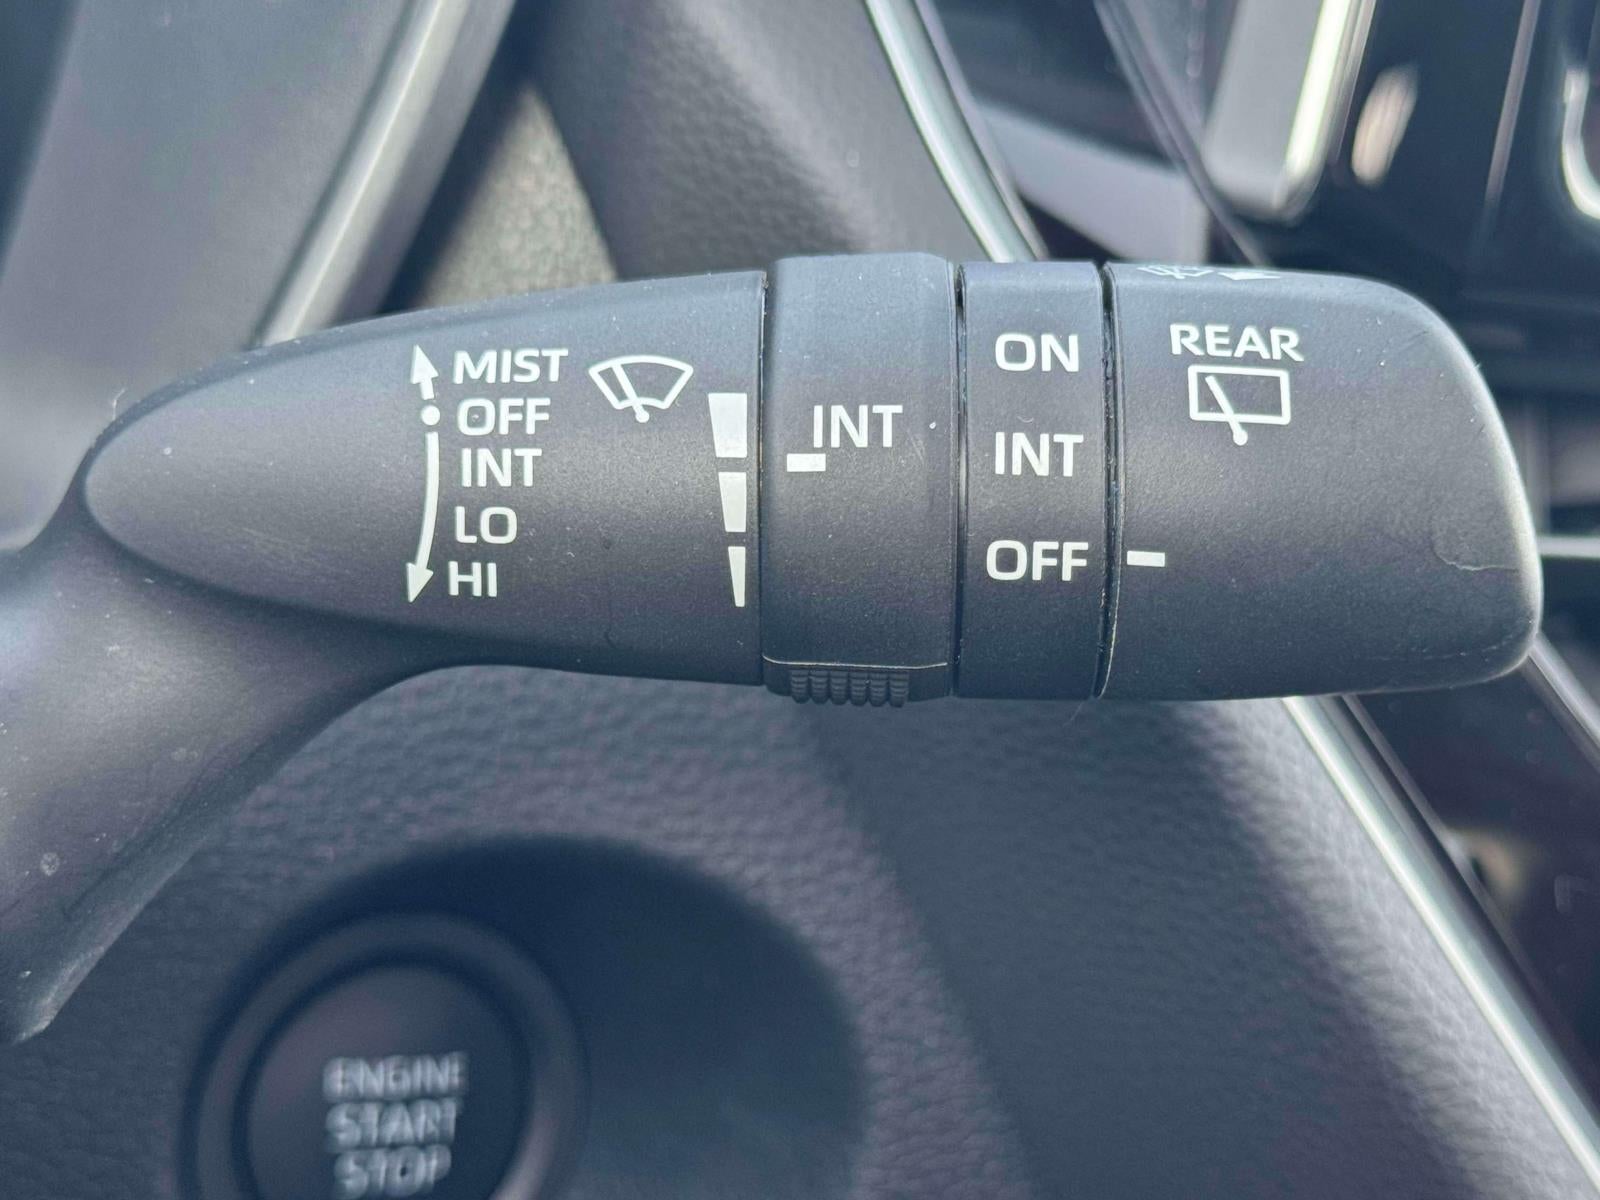 MIST
OFF
INT
LO
HI
INT
ON
INT
OFF
REAR
ENGINE
START
STOP